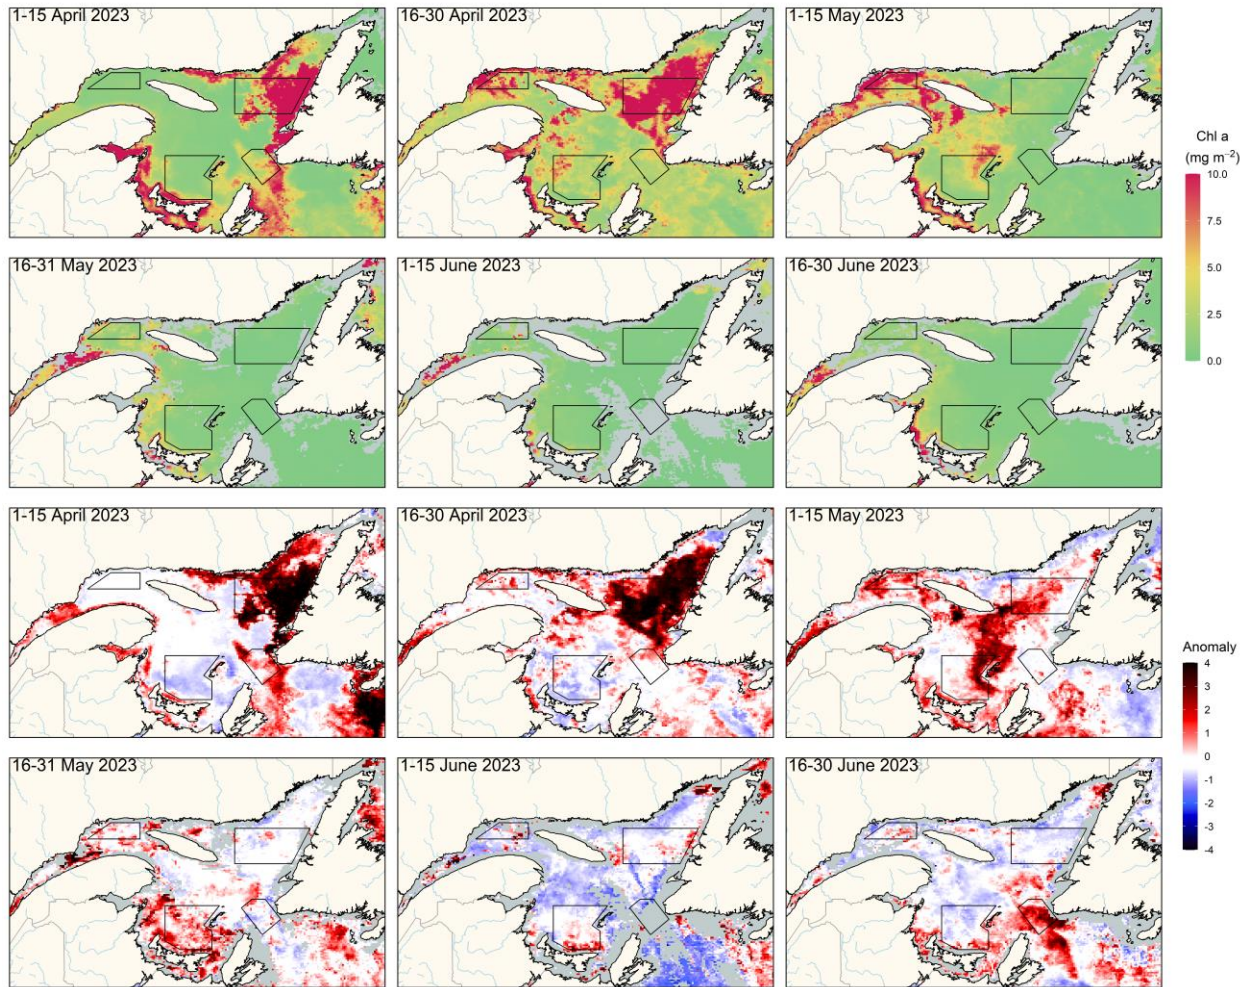 1-15 April 2023
16-30 April 2023
1-15 May 2023
Chl a
(mg m⁻²)
10.0
7.5
5.0
2.5
0.0
16-31 May 2023
1-15 June 2023
16-30 June 2023
1-15 April 2023
16-30 April 2023
1-15 May 2023
Anomaly
4
3
2
1
0
-1
-2
-3
-4
16-31 May 2023
1-15 June 2023
16-30 June 2023